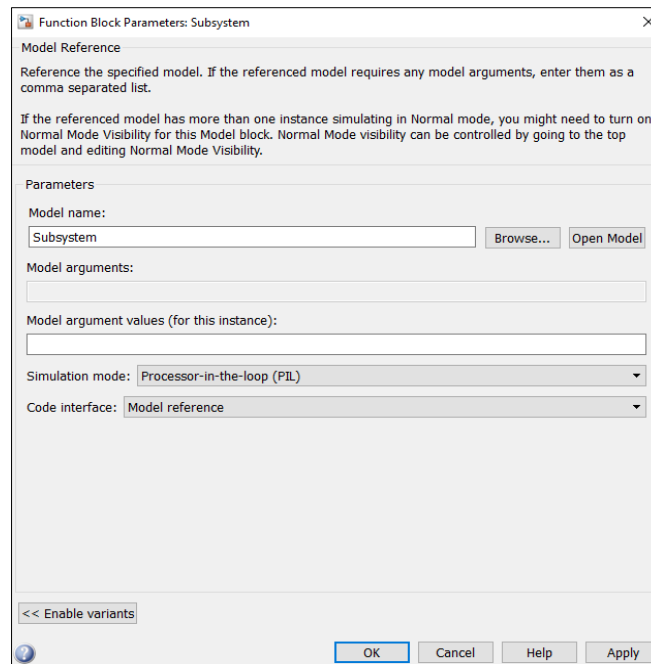 Function Block Parameters: Subsystem
Model Reference
Reference the specified model. If the referenced model requires any model arguments, enter them as a
comma separated list.
If the referenced model has more than one instance simulating in Normal mode, you might need to turn on
Normal Mode Visibility for this Model block. Normal Mode visibility can be controlled by going to the top
model and editing Normal Mode Visibility.
Parameters
Model name:
Subsystem Browse... Open Model
Model arguments:
Model argument values (for this instance):
Simulation mode: Processor-in-the-loop (PIL)
Code interface: Model reference
<< Enable variants
OK Cancel Help Apply